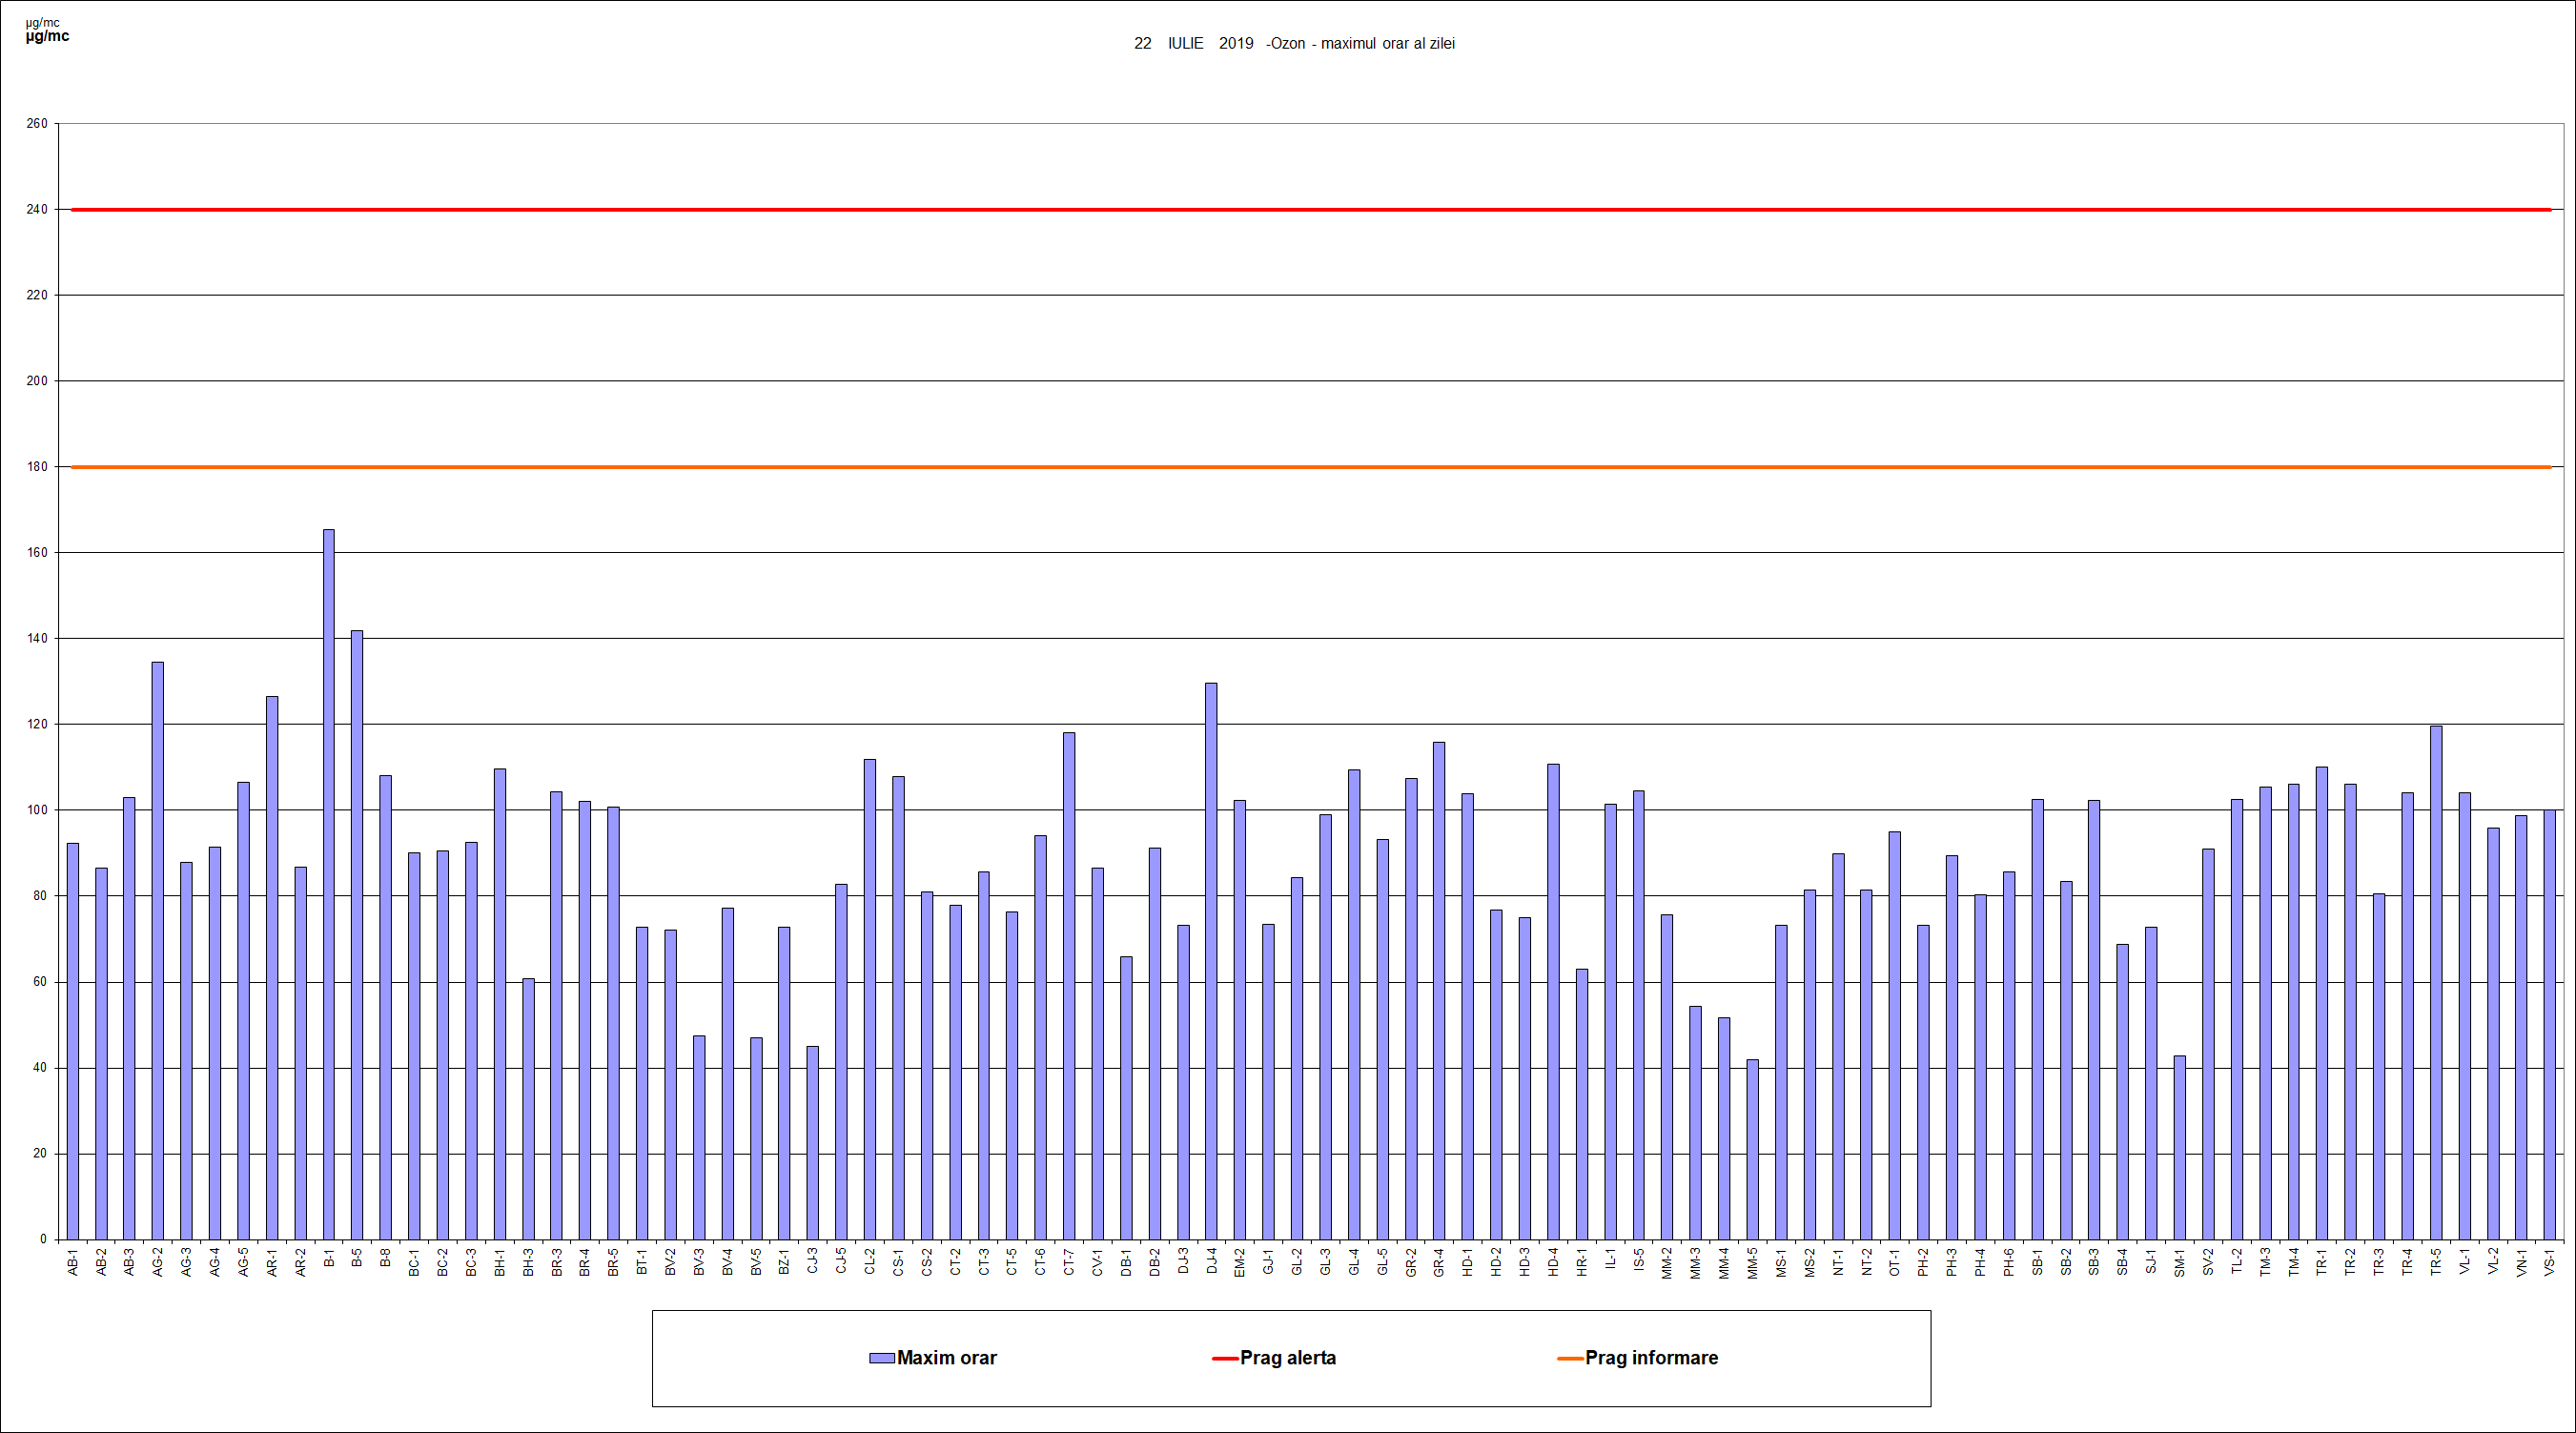 µg/mc
µg/mc
22 IULIE 2019 -Ozon - maximul orar al zilei
260
240
220
200
180
160
140
120
100
80
60
40
20
0
AB-1 AB-2 AB-3 AG-2 AG-3 AG-4 AG-5 AR-1 AR-2 B-1 B-5 B-8 BC-1 BC-2 BC-3 BH-1 BH-3 BR-3 BR-4 BR-5 BT-1 BV-2 BV-3 BV-4 BV-5 BZ-1 CJ-3 CJ-5 CL-2 CS-1 CS-2 CT-2 CT-3 CT-5 CT-6 CT-7 CV-1 DB-1 DB-2 DJ-3 DJ-4 EM-2 GJ-1 GL-2 GL-3 GL-4 GL-5 GR-2 GR-4 HD-1 HD-2 HD-3 HD-4 HR-1 IL-1 IS-5 MM-2 MM-3 MM-4 MM-5 MS-1 MS-2 NT-1 NT-2 OT-1 PH-2 PH-3 PH-4 PH-6 SB-1 SB-2 SB-3 SB-4 SJ-1 SM-1 SV-2 TL-2 TM-3 TM-4 TR-1 TR-2 TR-3 TR-4 TR-5 VL-1 VL-2 VN-1 VS-1
Maxim orar Prag alerta Prag informare